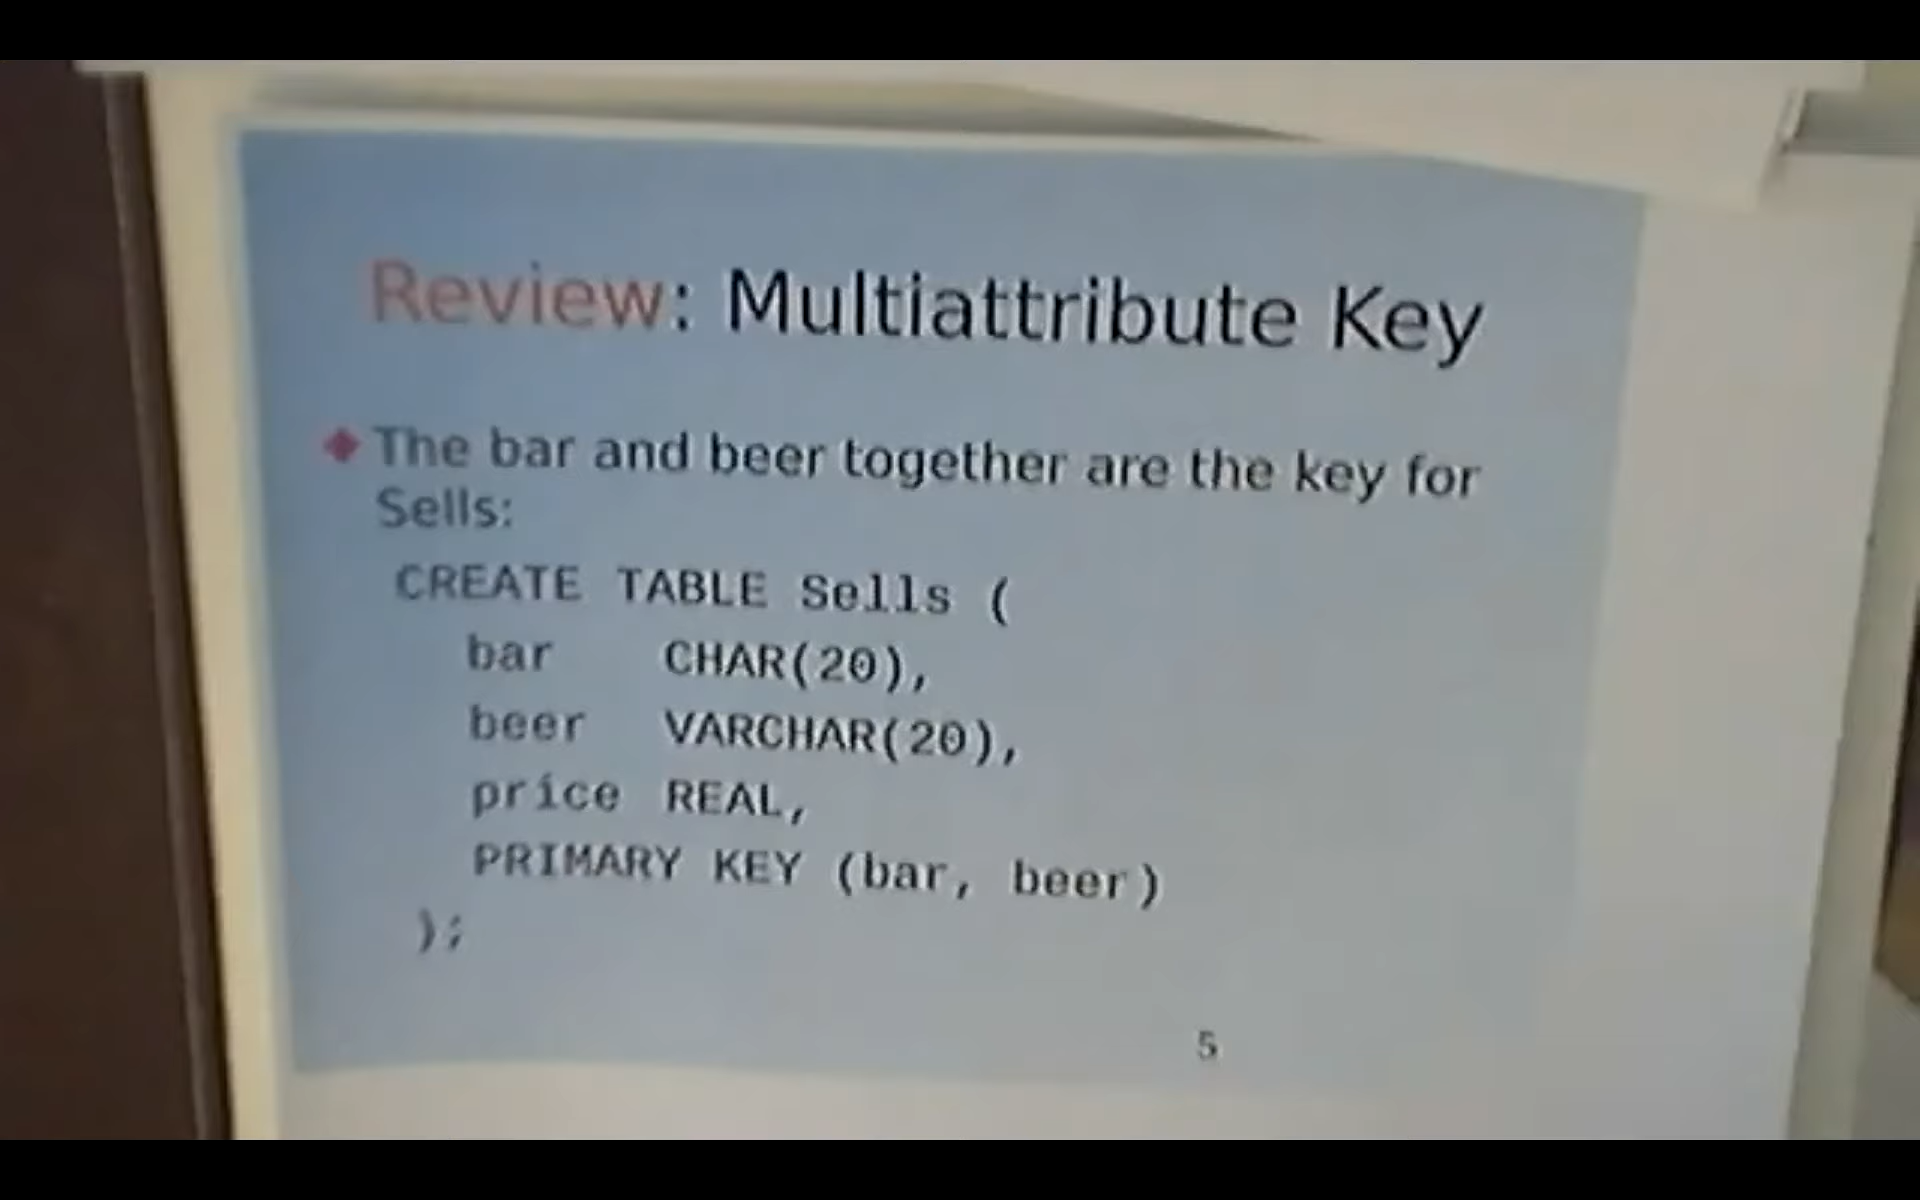 Review: Multiattribute Key
The bar and beer together are the key for
Sells:
CREATE TABLE Sells (
bar CHAR(20),
beer VARCHAR(20),
price REAL,
PRIMARY KEY (bar, beer)
);
5